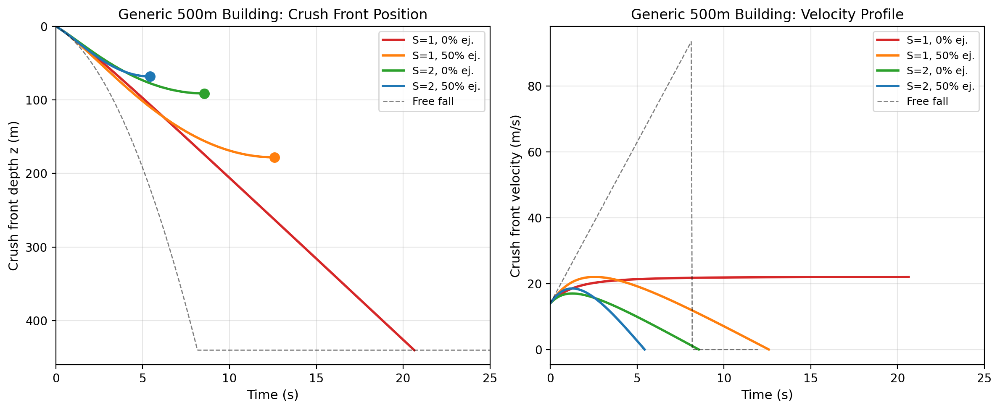 Generic 500m Building: Crush Front Position
Crush front depth z (m)
0
100
200
300
400
S=1, 0% ej.
S=1, 50% ej.
S=2, 0% ej.
S=2, 50% ej.
Free fall
0
5
10
15
20
25
Time (s)
Generic 500m Building: Velocity Profile
Crush front velocity (m/s)
80
60
40
20
0
S=1, 0% ej.
S=1, 50% ej.
S=2, 0% ej.
S=2, 50% ej.
Free fall
0
5
10
15
20
25
Time (s)